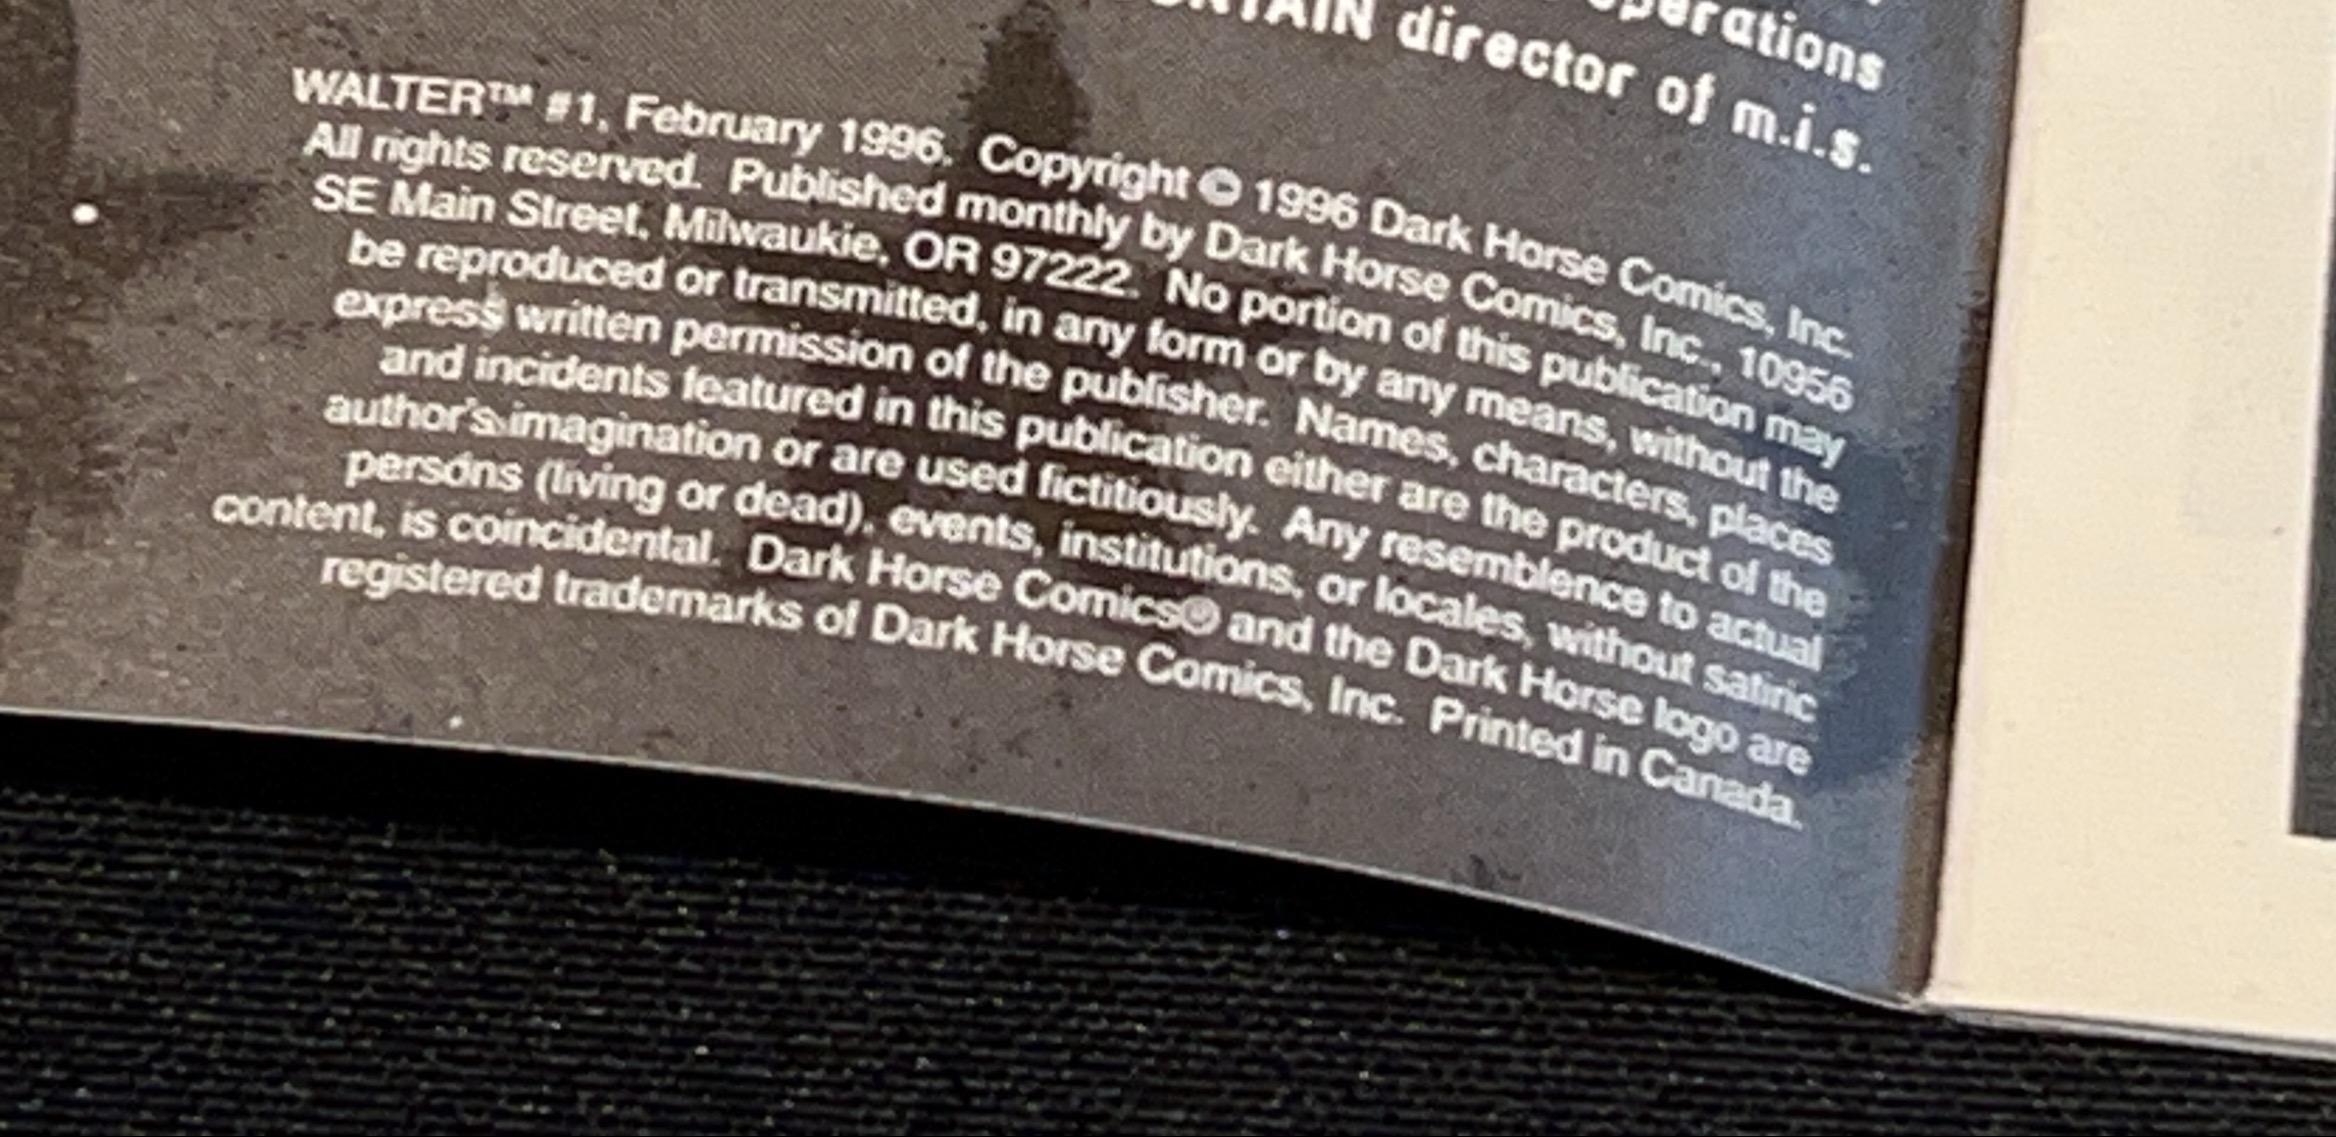 operations
director of m.i.s.
WALTER™ #1, February 1996. Copyright © 1996 Dark Horse Comics, Inc.
All rights reserved. Published monthly by Dark Horse Comics, Inc., 10956
SE Main Street, Milwaukie, OR 97222. No portion of this publication may
be reproduced or transmitted, in any form or by any means, without the
express written permission of the publisher. Names, characters, places
and incidents featured in this publication either are the product of the
author's imagination or are used fictitiously. Any resemblence to actual
persons (living or dead), events, institutions, or locales, without satiric
content, is coincidental. Dark Horse Comics® and the Dark Horse logo are
registered trademarks of Dark Horse Comics, Inc. Printed in Canada.